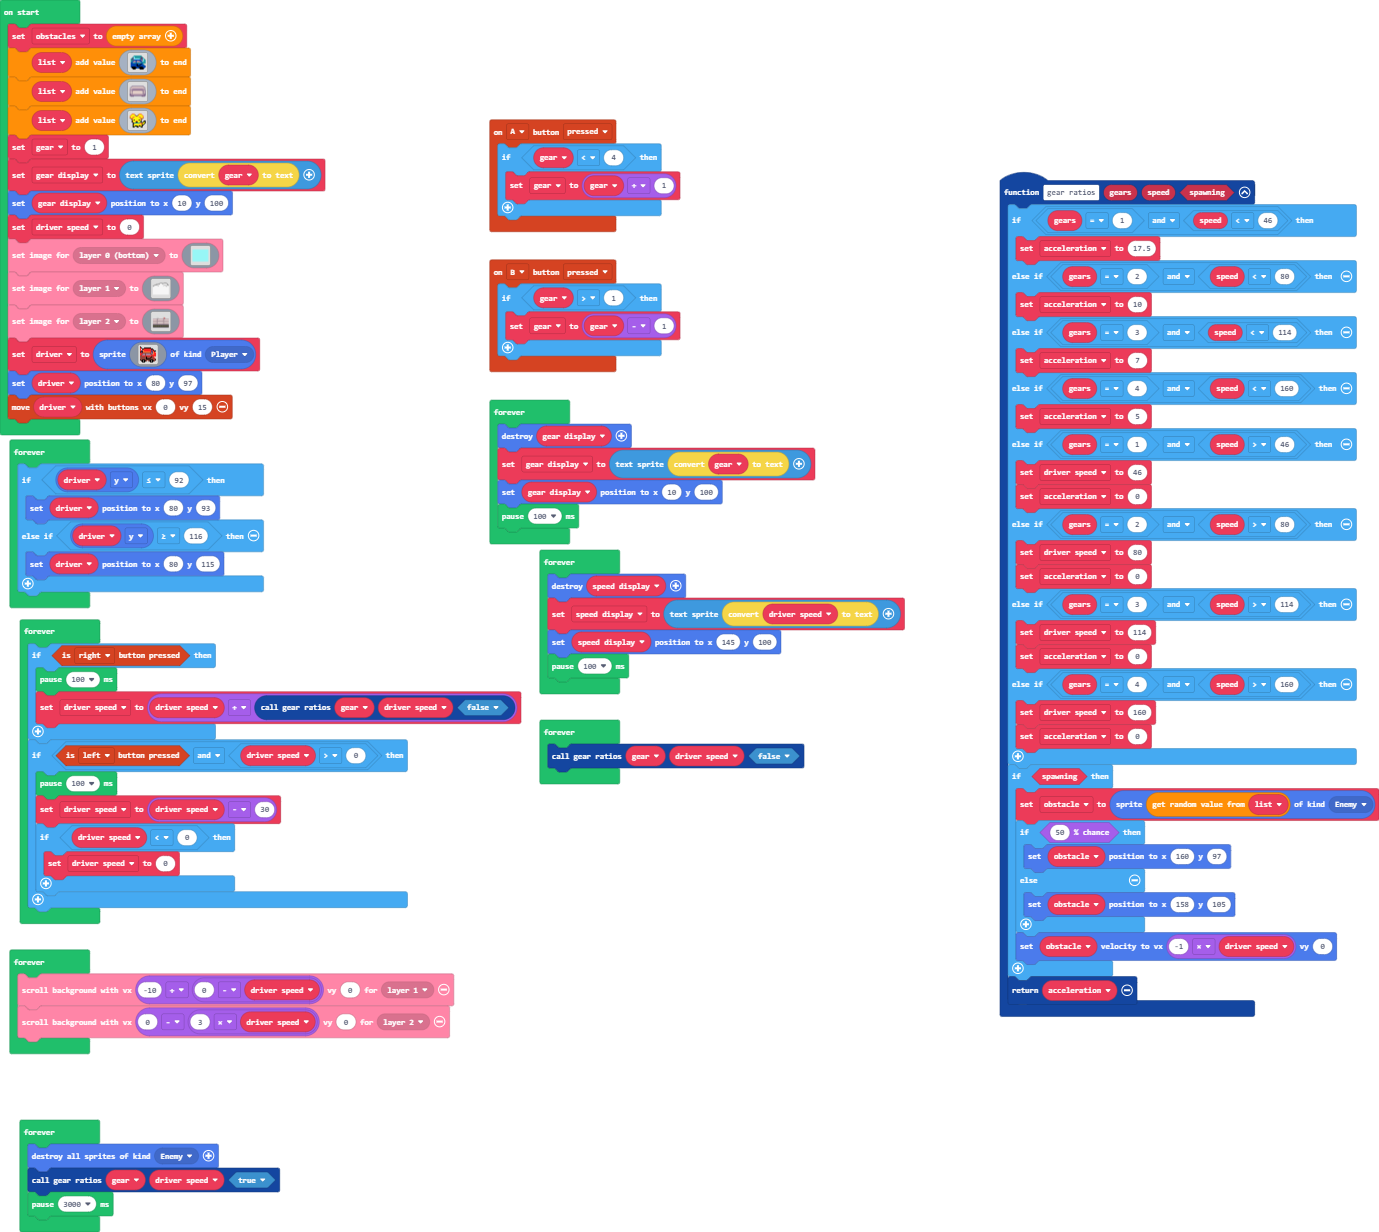 on start
set obstacles to empty array
list add value to end
list add value to end
list add value to end
set gear to 1
set gear display to text sprite convert gear to text
set gear display position to x 10 y 100
set driver speed to 0
set image for layer 0 (bottom) to
set image for layer 1 to
set image for layer 2 to
set driver to sprite of kind Player
set driver position to x 80 y 97
move driver with buttons vx 0 vy 15
forever
if driver y ≤ 92 then
set driver position to x 80 y 93
else if driver y ≥ 116 then
set driver position to x 80 y 115
forever
if is right button pressed then
pause 100 ms
set driver speed to driver speed + call gear ratios gear driver speed false
if is left button pressed and driver speed > 0 then
pause 100 ms
set driver speed to driver speed - 30
if driver speed < 0 then
set driver speed to 0
forever
scroll background with vx -10 + 0 - driver speed vy 0 for layer 1
scroll background with vx 0 - 3 × driver speed vy 0 for layer 2
forever
destroy all sprites of kind Enemy
call gear ratios gear driver speed true
pause 3000 ms
on A button pressed
if gear < 4 then
set gear to gear + 1
on B button pressed
if gear > 1 then
set gear to gear - 1
forever
destroy gear display
set gear display to text sprite convert gear to text
set gear display position to x 10 y 100
pause 100 ms
forever
destroy speed display
set speed display to text sprite convert driver speed to text
set speed display position to x 145 y 100
pause 100 ms
forever
call gear ratios gear driver speed false
function gear ratios gears speed spawning
if gears = 1 and speed < 46 then
set acceleration to 17.5
else if gears = 2 and speed < 80 then
set acceleration to 10
else if gears = 3 and speed < 114 then
set acceleration to 7
else if gears = 4 and speed < 160 then
set acceleration to 5
else if gears = 1 and speed > 46 then
set driver speed to 46
set acceleration to 0
else if gears = 2 and speed > 80 then
set driver speed to 80
set acceleration to 0
else if gears = 3 and speed > 114 then
set driver speed to 114
set acceleration to 0
else if gears = 4 and speed > 160 then
set driver speed to 160
set acceleration to 0
if spawning then
set obstacle to sprite get random value from list of kind Enemy
if 50 % chance then
set obstacle position to x 160 y 97
else
set obstacle position to x 158 y 105
set obstacle velocity to vx -1 × driver speed vy 0
return acceleration